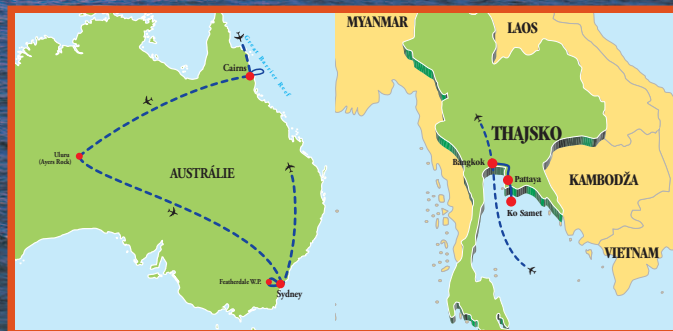 Great Barrier Reef
Cairns
Uluru
(Ayers Rock)
AUSTRÁLIE
Featherdale W.P.
Sydney
MYANMAR
LAOS
THAJSKO
Bangkok
Pattaya
KAMBODŽA
Ko Samet
VIETNAM